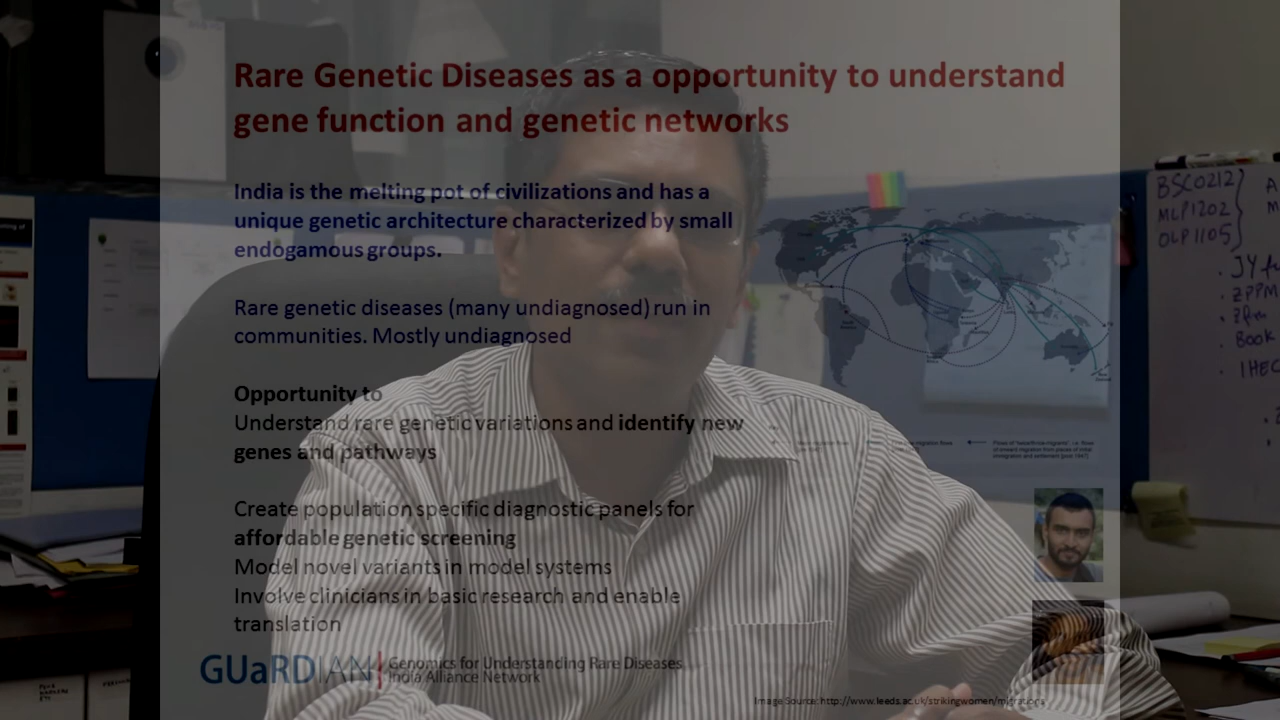 Rare Genetic Diseases as a opportunity to understand
gene function and genetic networks
India is the melting pot of civilizations and has a
unique genetic architecture characterized by small
endogamous groups.
Rare genetic diseases (many undiagnosed) run in
communities. Mostly undiagnosed
Opportunity to
Understand rare genetic variations and identify new
genes and pathways
Create population specific diagnostic panels for
affordable genetic screening
Model novel variants in model systems
Involve clinicians in basic research and enable
translation
GUaRDIAN
Genomics for Understanding Rare Diseases
India Alliance Network
Image Source: http://www.leeds.ac.uk/strikingwomen/migrations
BSC0212
MLP1202
OLP1105
BOOK
IHEC